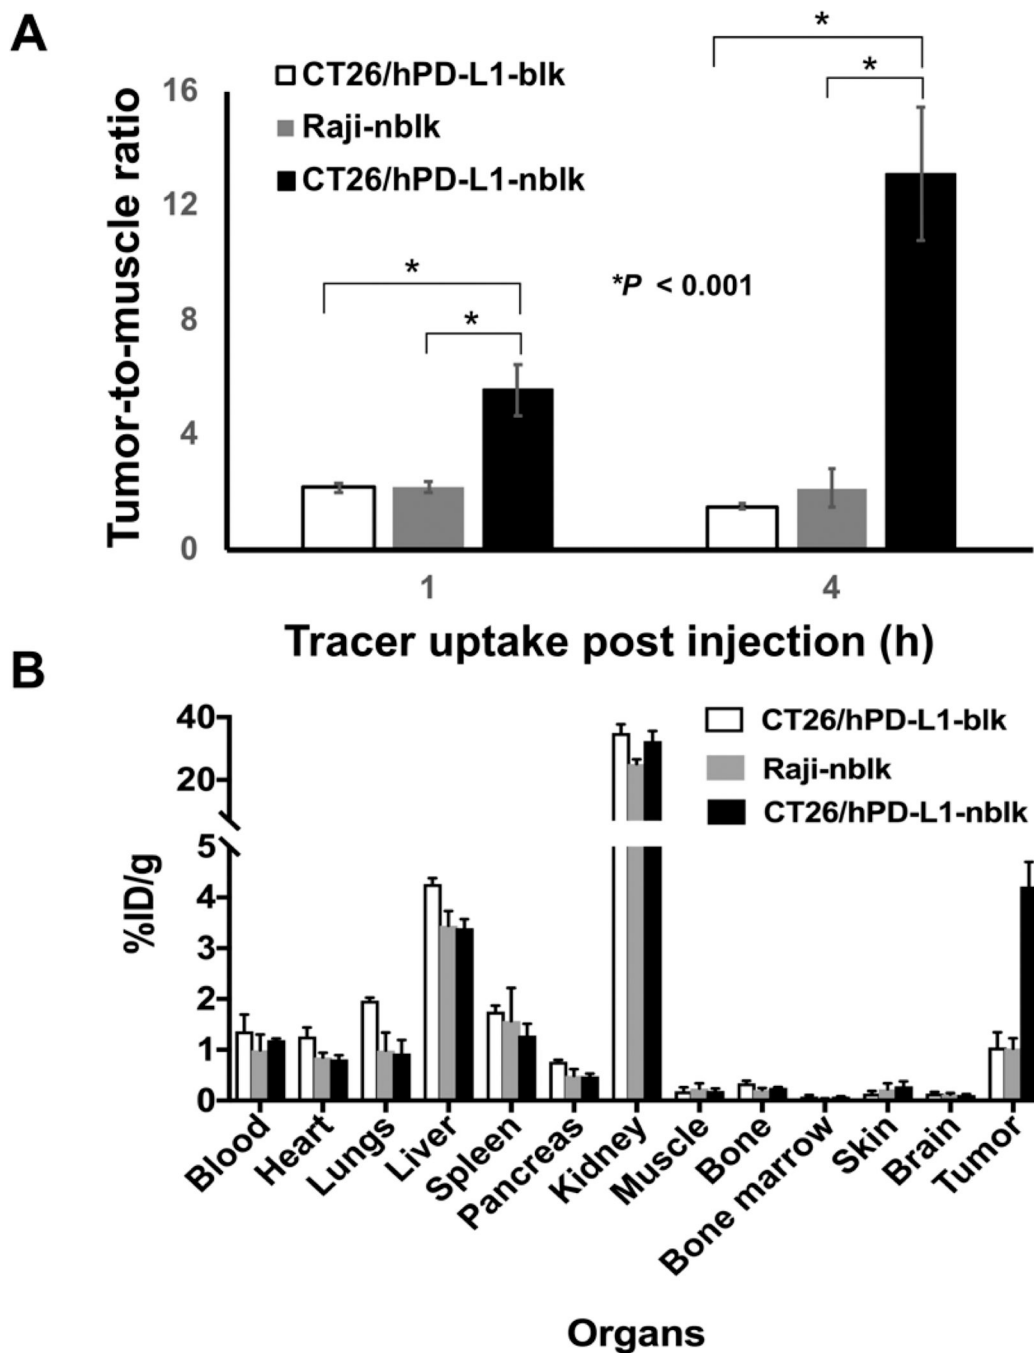 A
*
*
CT26/hPD-L1-blk
Raji-nblk
CT26/hPD-L1-nblk
Tumor-to-muscle ratio
16
12
8
4
0
*
*
*P < 0.001
1
4
Tracer uptake post injection (h)
B
CT26/hPD-L1-blk
Raji-nblk
CT26/hPD-L1-nblk
%ID/g
40
20
5
4
3
2
1
0
Blood
Heart
Lungs
Liver
Spleen
Pancreas
Kidney
Muscle
Bone
Bone marrow
Skin
Brain
Tumor
Organs